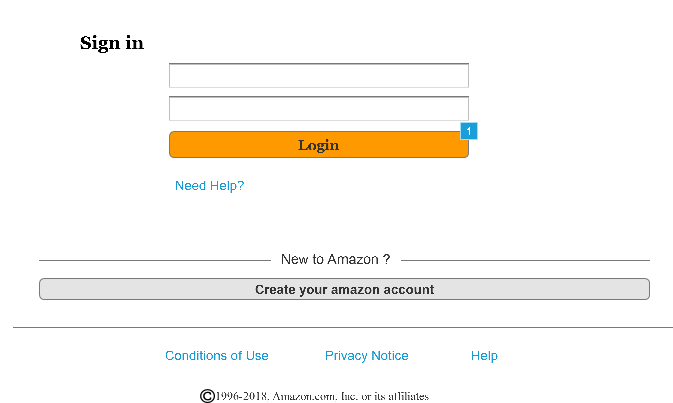 Sign in
1
Login
Need Help?
New to Amazon ?
Create your amazon account
Conditions of Use Privacy Notice Help
©1996-2018, Amazon.com, Inc. or its affiliates